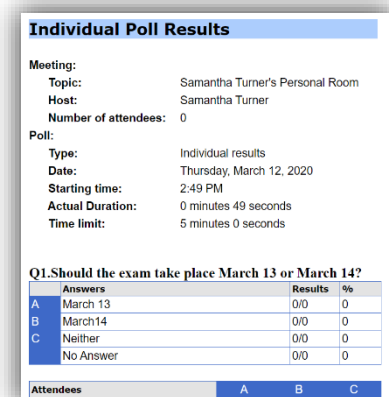 Individual Poll Results
Meeting:
Topic: Samantha Turner's Personal Room
Host: Samantha Turner
Number of attendees: 0
Poll:
Type: Individual results
Date: Thursday, March 12, 2020
Starting time: 2:49 PM
Actual Duration: 0 minutes 49 seconds
Time limit: 5 minutes 0 seconds
Q1.Should the exam take place March 13 or March 14?
Answers Results %
A March 13 0/0 0
B March14 0/0 0
C Neither 0/0 0
No Answer 0/0 0
Attendees A B C